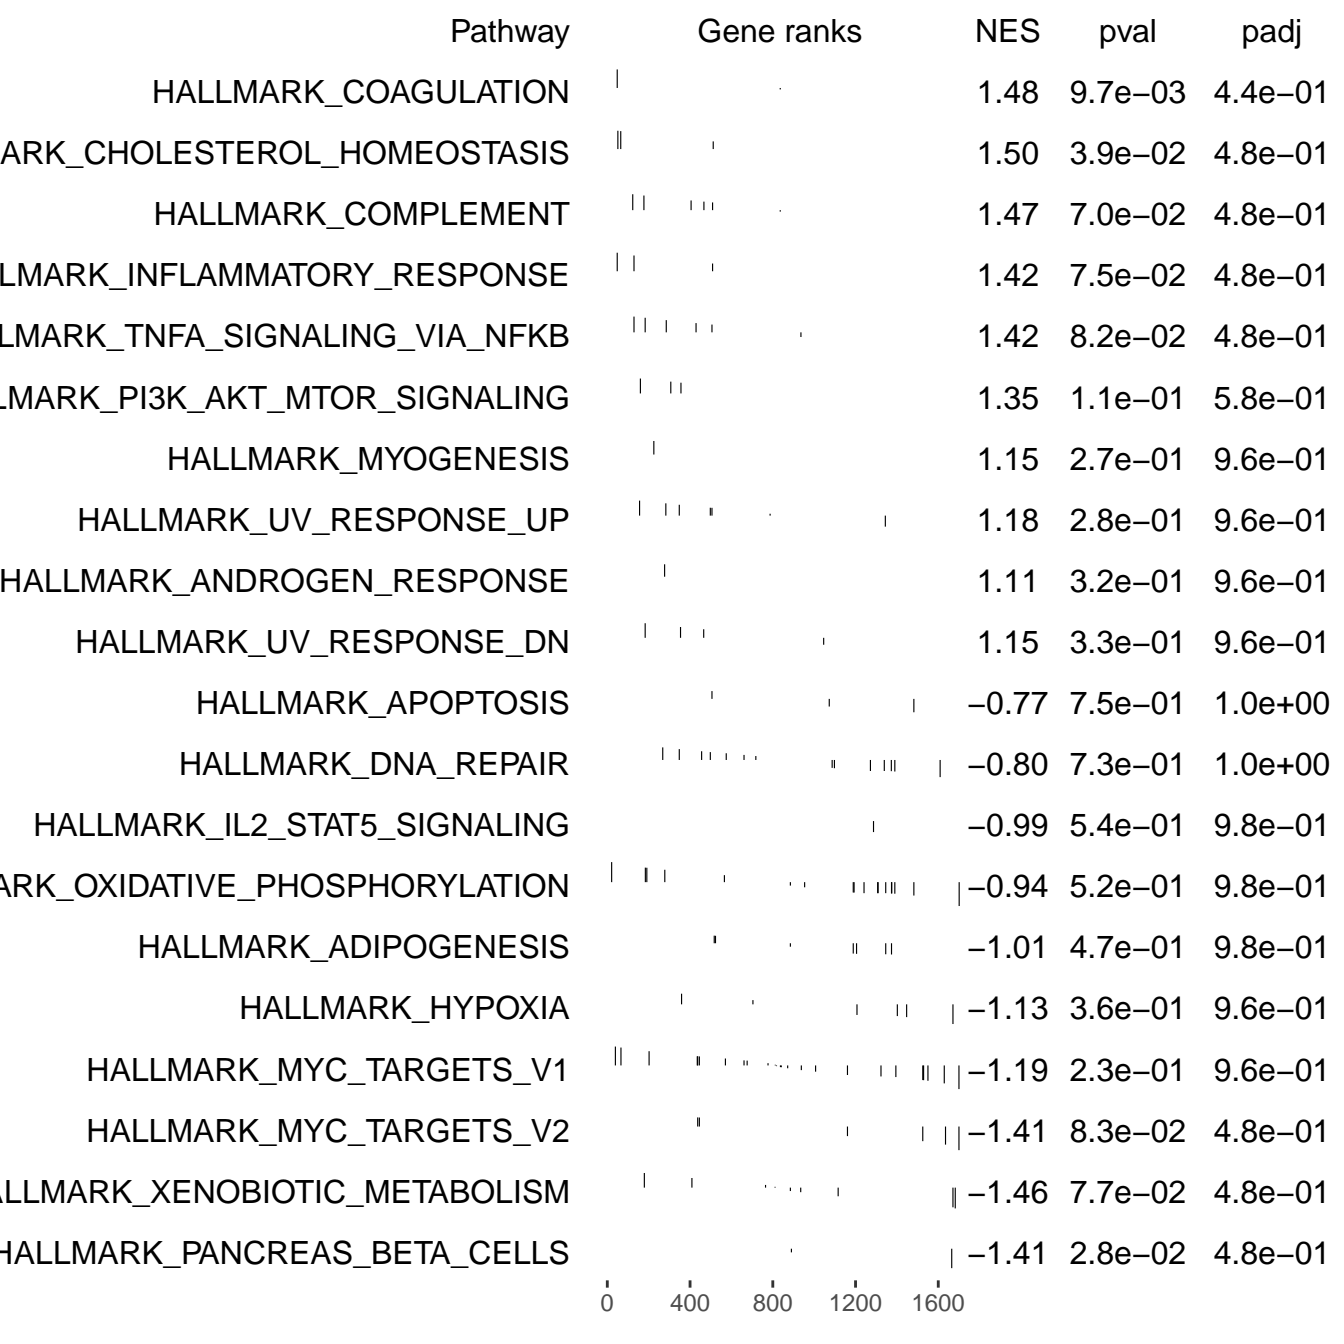 Pathway Gene ranks NES pval padj
HALLMARK_COAGULATION 1.48 9.7e−03 4.4e−01
ARK_CHOLESTEROL_HOMEOSTASIS 1.50 3.9e−02 4.8e−01
HALLMARK_COMPLEMENT 1.47 7.0e−02 4.8e−01
LMARK_INFLAMMATORY_RESPONSE 1.42 7.5e−02 4.8e−01
LMARK_TNFA_SIGNALING_VIA_NFKB 1.42 8.2e−02 4.8e−01
LMARK_PI3K_AKT_MTOR_SIGNALING 1.35 1.1e−01 5.8e−01
HALLMARK_MYOGENESIS 1.15 2.7e−01 9.6e−01
HALLMARK_UV_RESPONSE_UP 1.18 2.8e−01 9.6e−01
HALLMARK_ANDROGEN_RESPONSE 1.11 3.2e−01 9.6e−01
HALLMARK_UV_RESPONSE_DN 1.15 3.3e−01 9.6e−01
HALLMARK_APOPTOSIS −0.77 7.5e−01 1.0e+00
HALLMARK_DNA_REPAIR −0.80 7.3e−01 1.0e+00
HALLMARK_IL2_STAT5_SIGNALING −0.99 5.4e−01 9.8e−01
ARK_OXIDATIVE_PHOSPHORYLATION −0.94 5.2e−01 9.8e−01
HALLMARK_ADIPOGENESIS −1.01 4.7e−01 9.8e−01
HALLMARK_HYPOXIA −1.13 3.6e−01 9.6e−01
HALLMARK_MYC_TARGETS_V1 −1.19 2.3e−01 9.6e−01
HALLMARK_MYC_TARGETS_V2 −1.41 8.3e−02 4.8e−01
ALLMARK_XENOBIOTIC_METABOLISM −1.46 7.7e−02 4.8e−01
HALLMARK_PANCREAS_BETA_CELLS −1.41 2.8e−02 4.8e−01
0 400 800 1200 1600